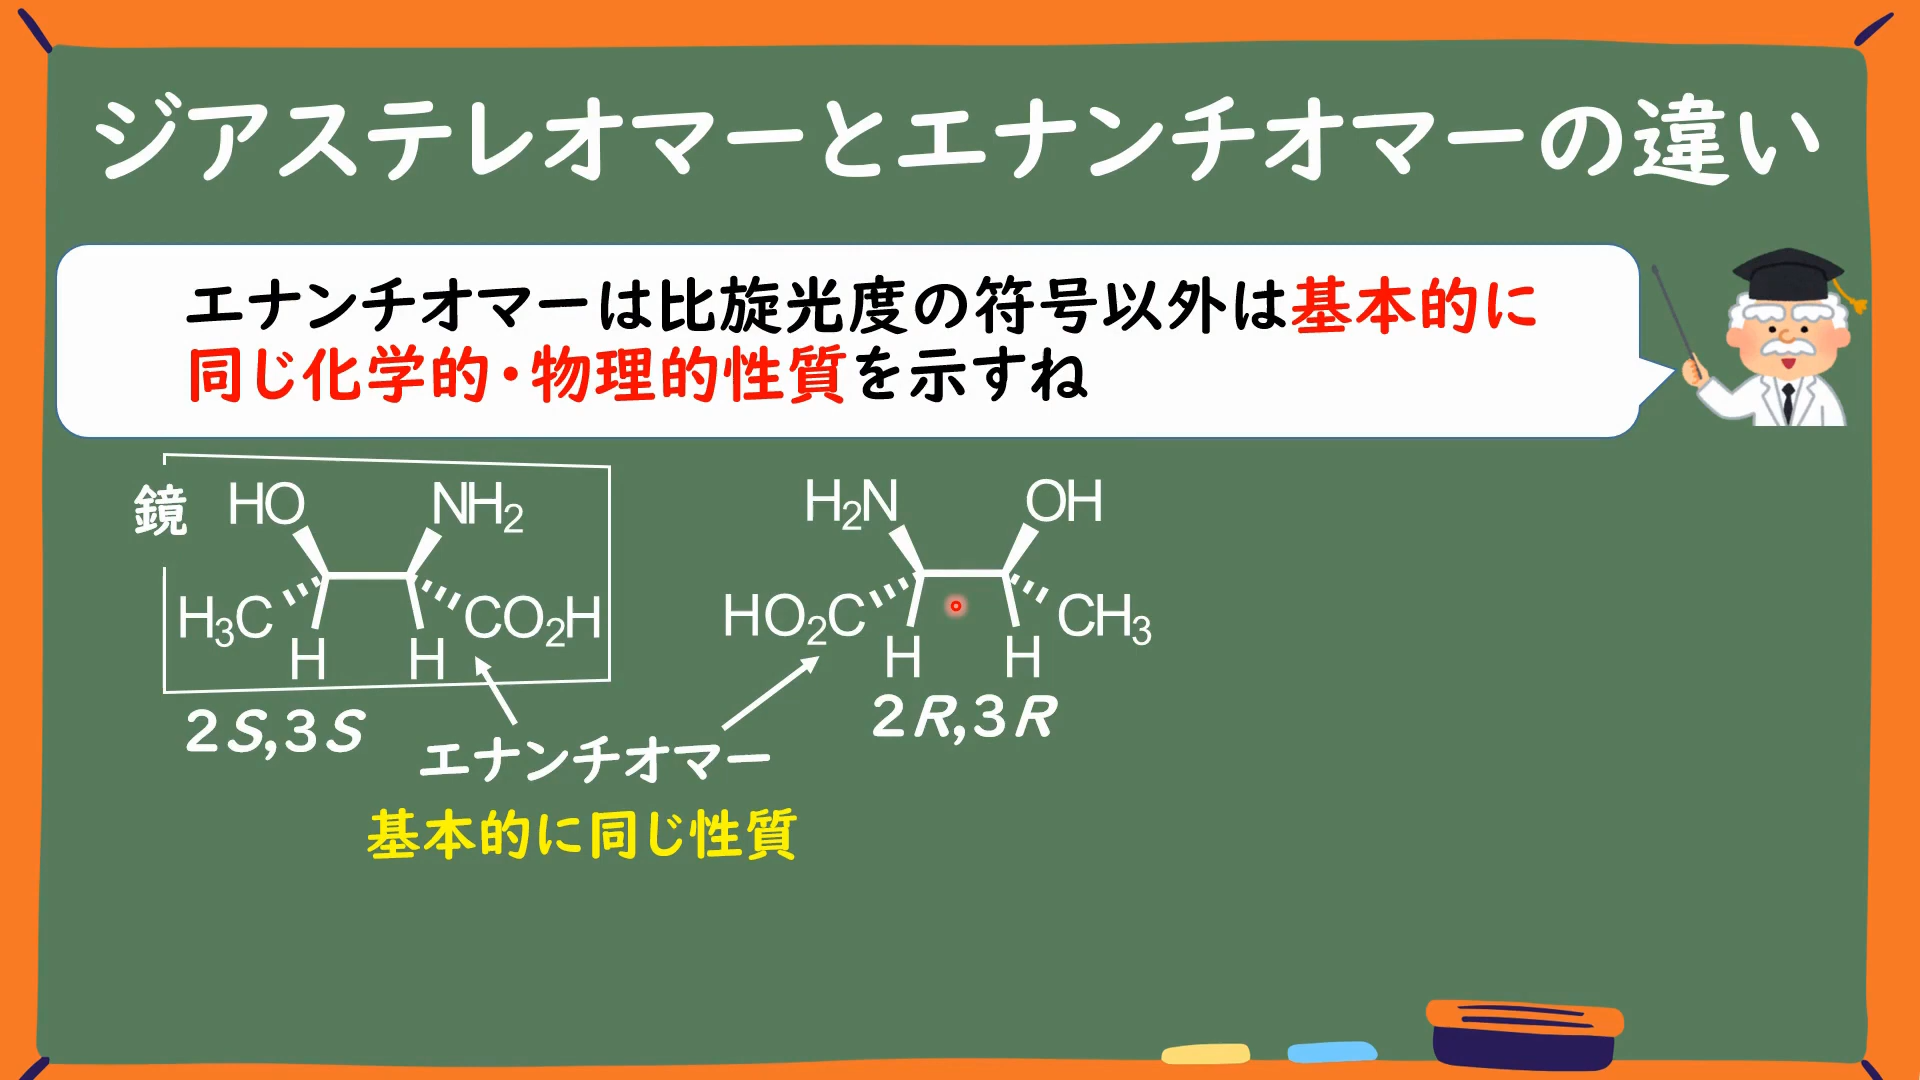 ジアステレオマーとエナンチオマーの違い
エナンチオマーは比旋光度の符号以外は基本的に
同じ化学的・物理的性質を示すね
鏡
HO NH2
H3C H H CO2H
2S,3S
H2N OH
HO2C H H CH3
2R,3R
エナンチオマー
基本的に同じ性質